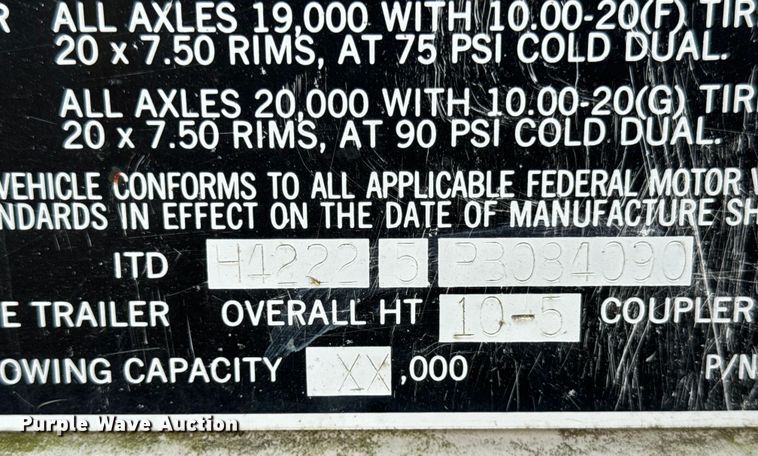 R ALL AXLES 19,000 WITH 10.00-20(F) TIR
20 x 7.50 RIMS, AT 75 PSI COLD DUAL.
ALL AXLES 20,000 WITH 10.00-20(G) TIR
20 x 7.50 RIMS, AT 90 PSI COLD DUAL.
VEHICLE CONFORMS TO ALL APPLICABLE FEDERAL MOTOR V
NDARDS IN EFFECT ON THE DATE OF MANUFACTURE SH
ITD H4222 5 PB084090
E TRAILER OVERALL HT 10-5 COUPLER
OWING CAPACITY XX ,000 P/N
Purple Wave Auction